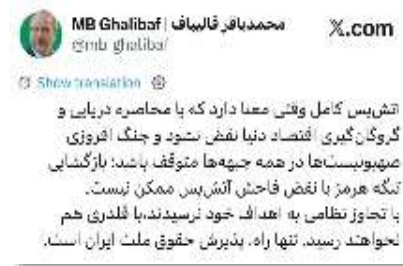 MB Ghalibaf | محمدباقر قالیباف
@mb_ghalibaf
X.com
Show translation
آتش‌بس کامل وقتی معنا دارد که با محاصره دریایی و
گروگان‌گیری اقتصاد دنیا نقض نشود و جنگ افروزی
صهیونیست‌ها در همه جبهه‌ها متوقف باشد؛ بازگشایی
تنگه هرمز با نقض فاحش آتش‌بس ممکن نیست.
با تجاوز نظامی به اهداف خود نرسیدند،با قلدری هم
نخواهند رسید. تنها راه، پذیرش حقوق ملت ایران است.